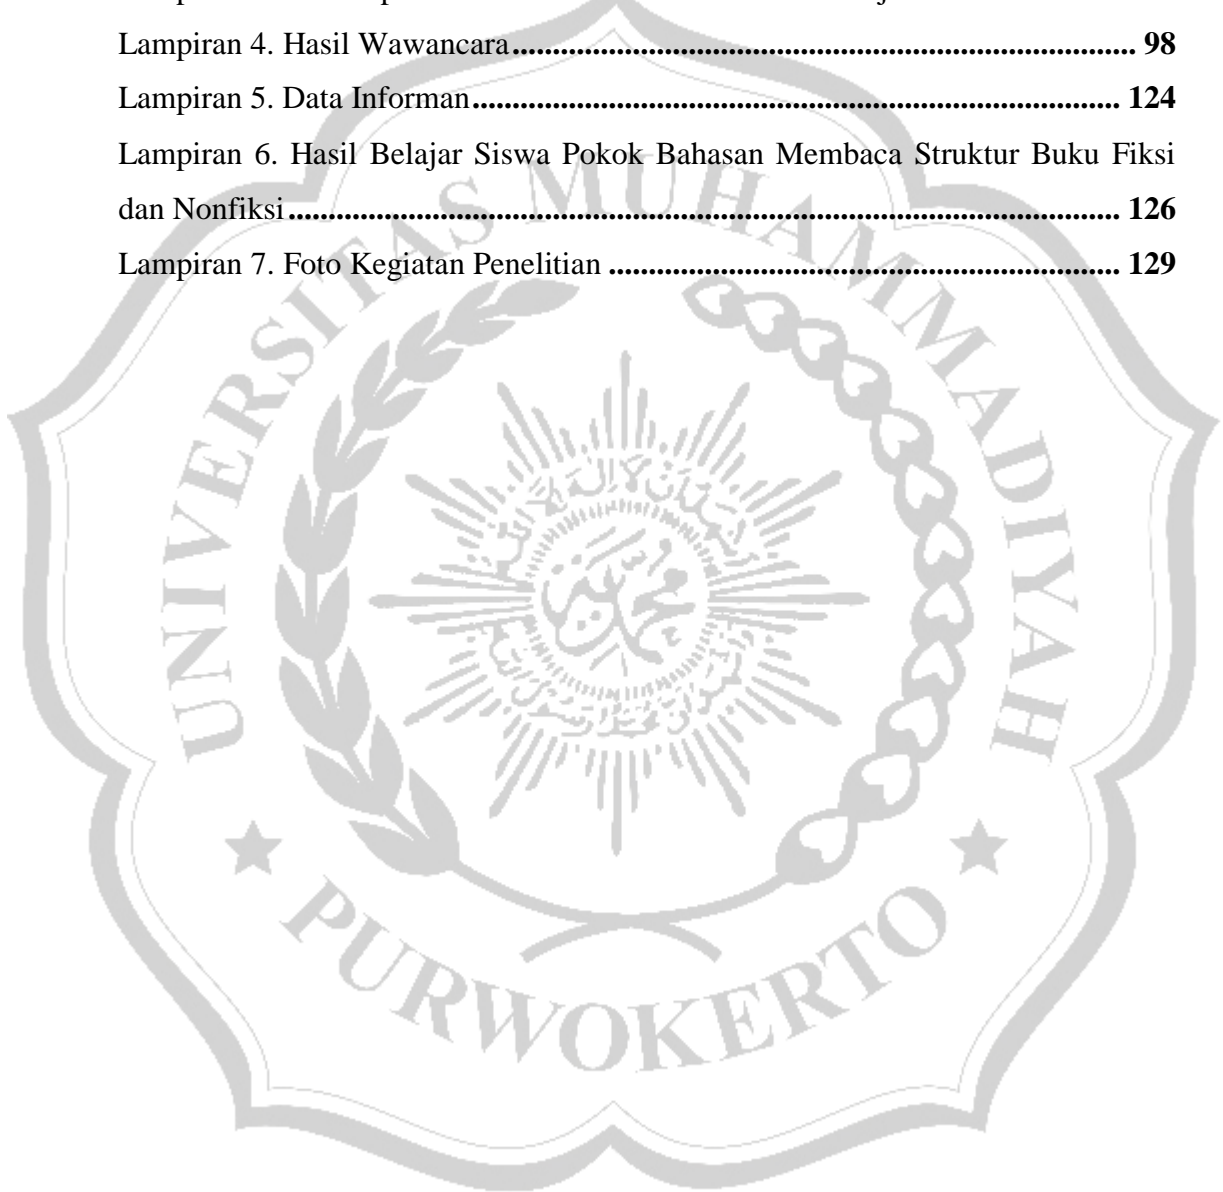 Lampiran 4. Hasil Wawancara............................................................................... 98
Lampiran 5. Data Informan.................................................................................. 124
Lampiran 6. Hasil Belajar Siswa Pokok Bahasan Membaca Struktur Buku Fiksi
dan Nonfiksi......................................................................................................... 126
Lampiran 7. Foto Kegiatan Penelitian ................................................................. 129
UNIVERSITAS MUHAMMADIYAH
PURWOKERTO